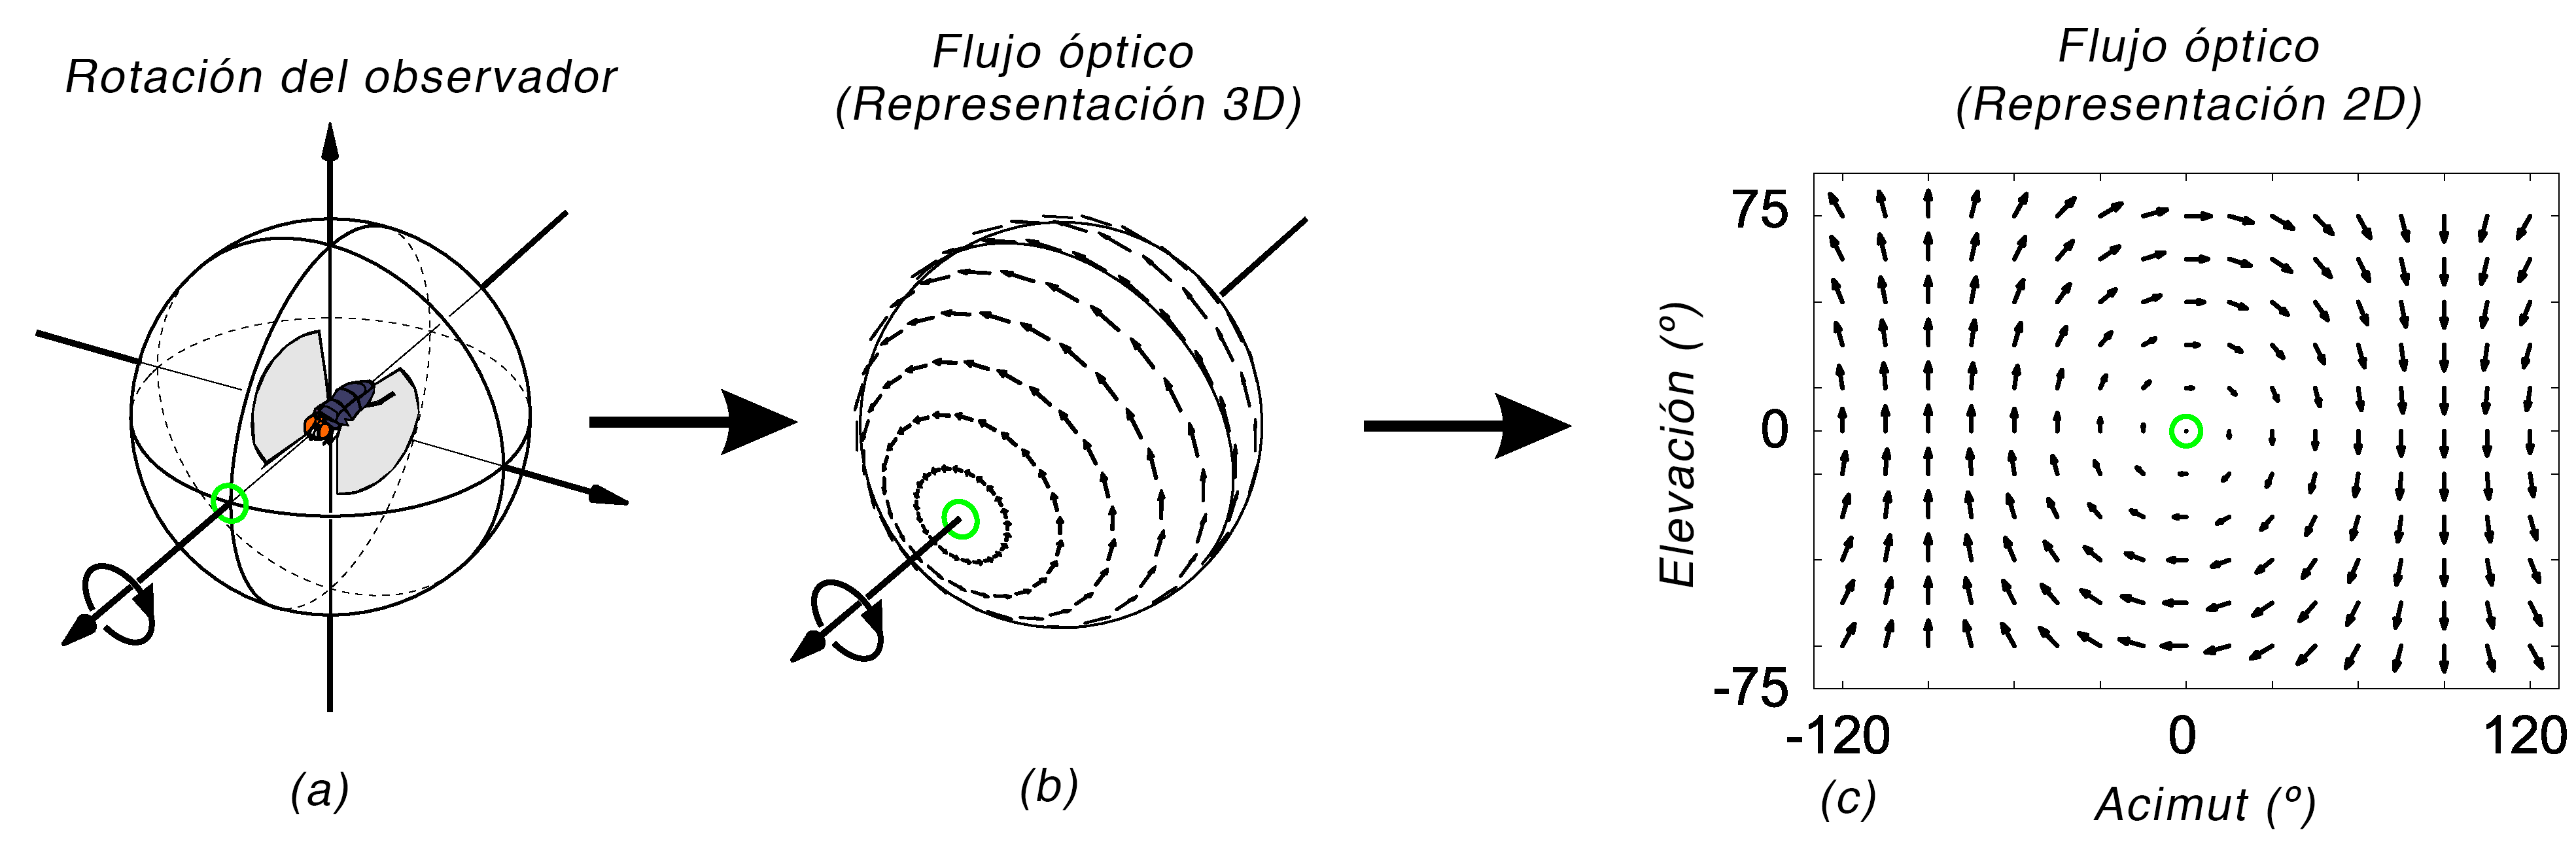 Rotación del observador
Flujo óptico
(Representación 3D)
Flujo óptico
(Representación 2D)
75
0
-75
Elevación (º)
-120
0
120
Acimut (º)
(a)
(b)
(c)